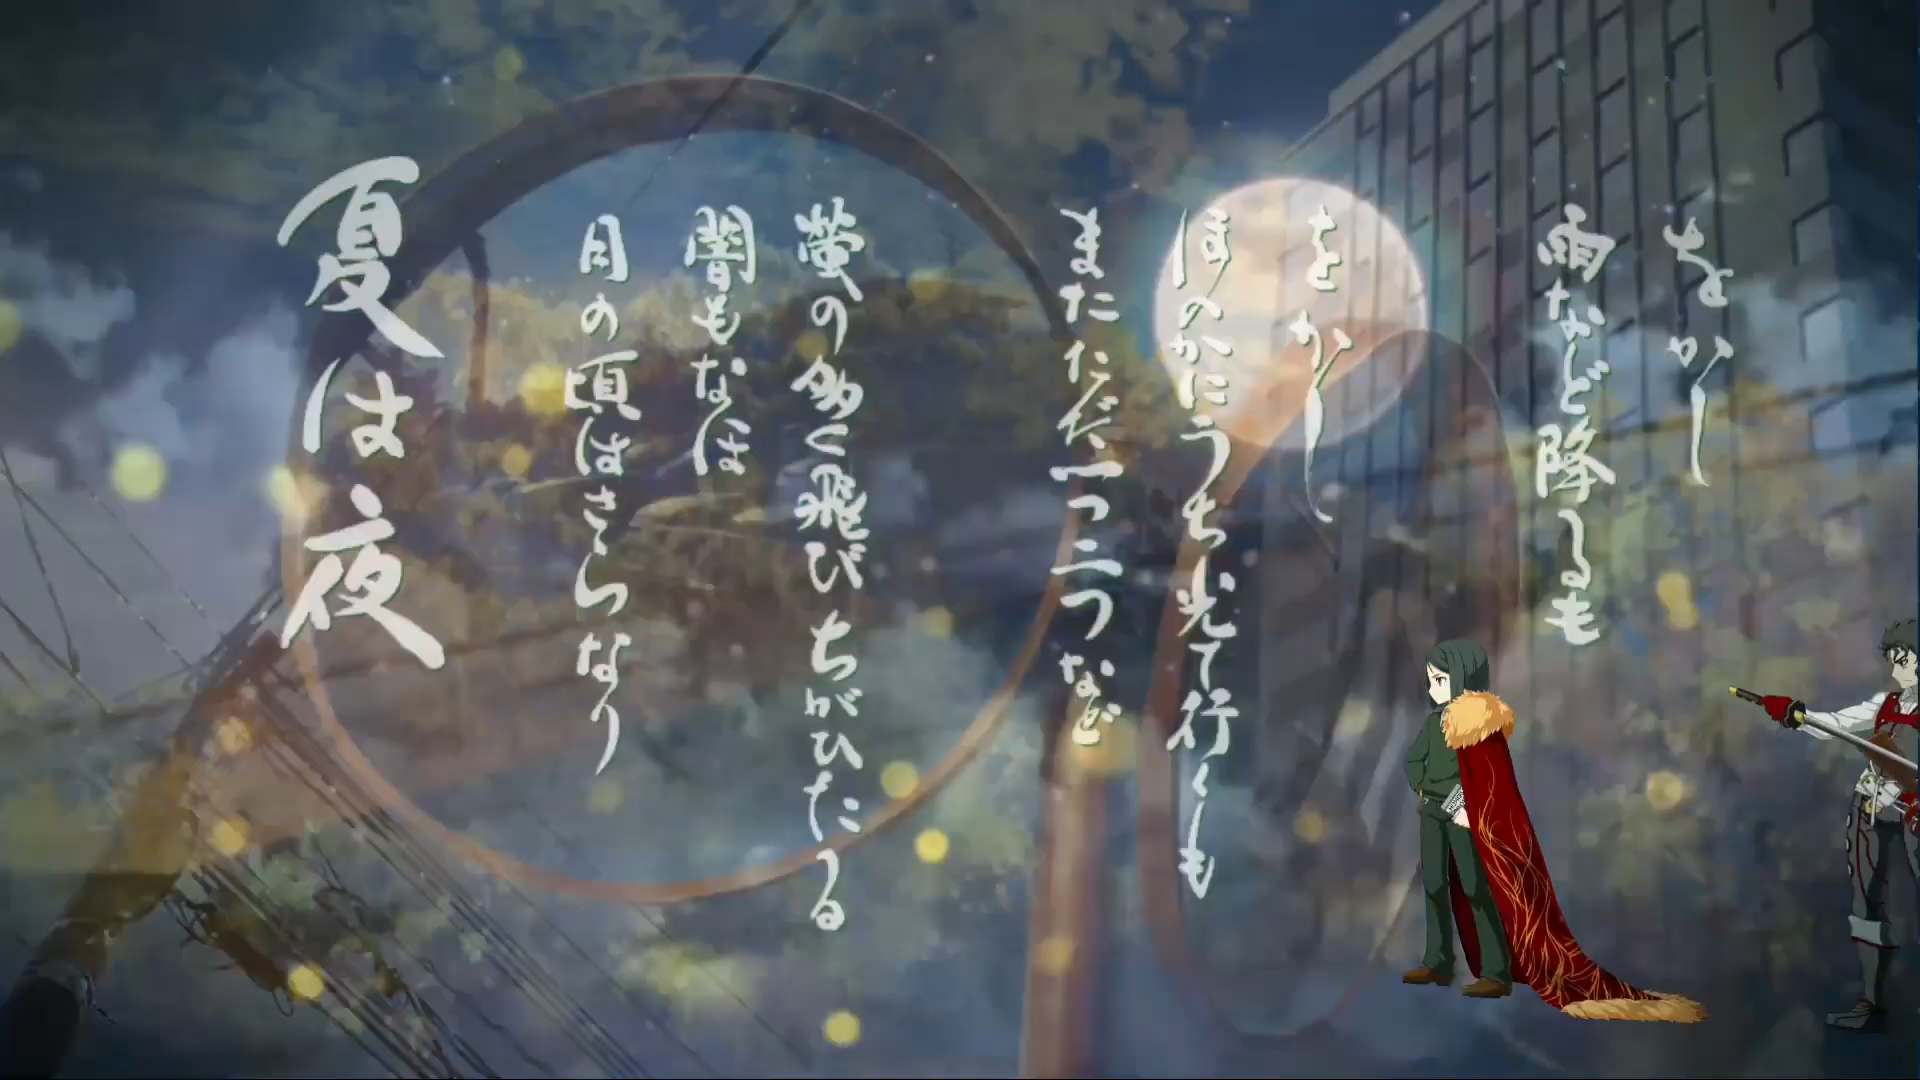 夏は夜
月の頃はさらなり
闇もなほ
螢の多く飛びちがひたる
またただ一つ二つなど
ほのかにうち光て行くも
をかし
雨など降るも
をかし